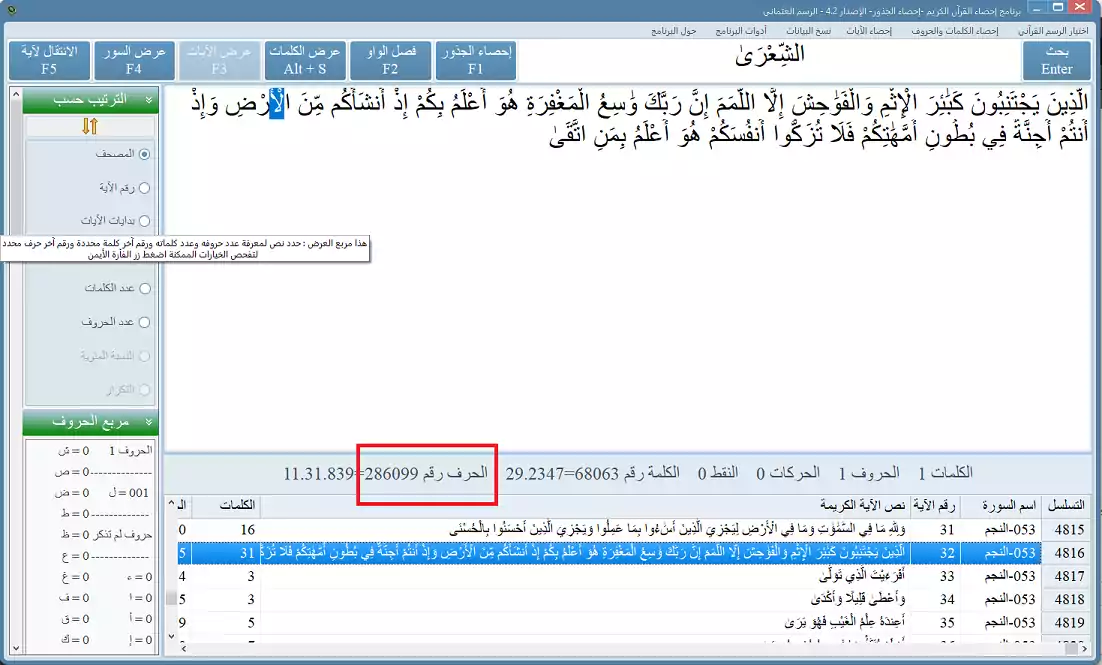 برنامج إحصاء القرآن الكريم -إحصاء الجذور- الإصدار 4.2 - الرسم العثماني
اختيار الرسم القرآني إحصاء الكلمات والحروف إحصاء الآيات نسخ البيانات أدوات البرنامج حول البرنامج
بحث
Enter
الشِّعْرَىٰ
إحصاء الجذور
F1
فصل الواو
F2
عرض الكلمات
Alt + S
عرض الآيات
F3
عرض السور
F4
الانتقال لآية
F5
الَّذِينَ يَجْتَنِبُونَ كَبَٰٓئِرَ الْإِثْمِ وَالْفَوَٰحِشَ إِلَّا اللَّمَمَ إِنَّ رَبَّكَ وَٰسِعُ الْمَغْفِرَةِ هُوَ أَعْلَمُ بِكُمْ إِذْ أَنشَأَكُم مِّنَ الْأَرْضِ وَإِذْ
أَنتُمْ أَجِنَّةٌ فِي بُطُونِ أُمَّهَٰتِكُمْ فَلَا تُزَكُّوا أَنفُسَكُمْ هُوَ أَعْلَمُ بِمَنِ اتَّقَىٰ
الترتيب حسب
المصحف
رقم الآية
بدايات الآيات
هذا مربع العرض : حدد نص لمعرفة عدد حروفه وعدد كلماته ورقم آخر كلمة محددة ورقم آخر حرف محدد
لتفحص الخيارات الممكنة اضغط زر الفأرة الأيمن
عدد الكلمات
عدد الحروف
النسبة المئوية
التكرار
مربع الحروف
الحروف 1
ش = 0
--------------
ص = 0
ل = 001
ض = 0
--------------
ط = 0
حروف لم تذكر
ظ = 0
--------------
ع = 0
ء = 0
غ = 0
ا = 0
ف = 0
أ = 0
ق = 0
إ = 0
ك = 0
الكلمات 1 الحروف 1 الحركات 0 النقط 0 الكلمة رقم 68063=29.2347 الحرف رقم 286099=11.31.839
التسلسل اسم السورة رقم الآية نص الآية الكريمة الكلمات الـ
4815 053-النجم 31 وَلِلَّهِ مَا فِي السَّمَٰوَٰتِ وَمَا فِي الْأَرْضِ لِيَجْزِيَ الَّذِينَ أَسَٰٓـُٔوا بِمَا عَمِلُوا وَيَجْزِيَ الَّذِينَ أَحْسَنُوا بِالْحُسْنَى 16 0
4816 053-النجم 32 الَّذِينَ يَجْتَنِبُونَ كَبَٰٓئِرَ الْإِثْمِ وَالْفَوَٰحِشَ إِلَّا اللَّمَمَ إِنَّ رَبَّكَ وَٰسِعُ الْمَغْفِرَةِ هُوَ أَعْلَمُ بِكُمْ إِذْ أَنشَأَكُم مِّنَ الْأَرْضِ وَإِذْ أَنتُمْ أَجِنَّةٌ فِي بُطُونِ أُمَّهَٰتِكُمْ فَلَا تُزَكُّ 31 5
4817 053-النجم 33 أَفَرَءَيْتَ الَّذِي تَوَلَّىٰ 3 4
4818 053-النجم 34 وَأَعْطَىٰ قَلِيلًا وَأَكْدَىٰ 3 5
4819 053-النجم 35 أَعِندَهُ عِلْمُ الْغَيْبِ فَهُوَ يَرَىٰ 5 9